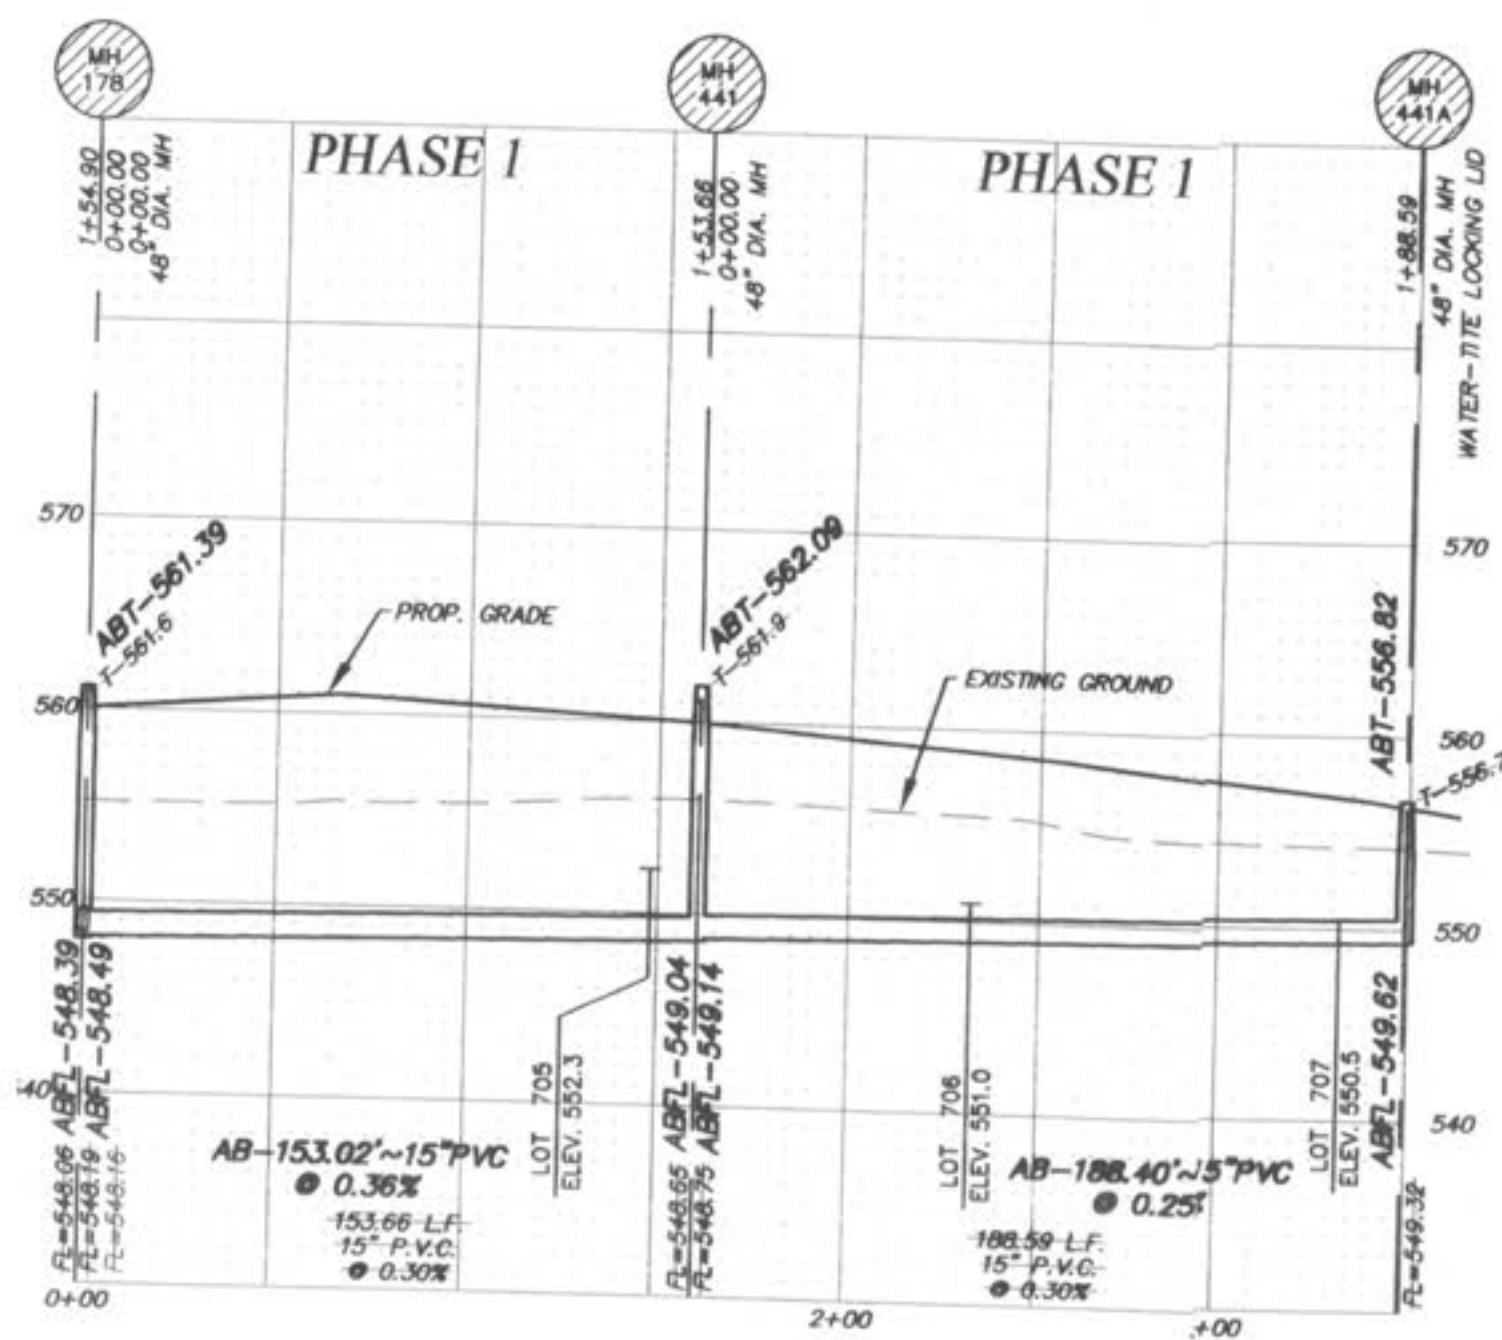 MH
178
MH
441
MH
441A
1+54.90
0+00.00
0+00.00
48" DIA. MH
PHASE 1
1+53.66
0+00.00
48" DIA. MH
PHASE 1
1+88.59
48" DIA. MH
WATER-TITE LOCKING LID
570
570
ABT-561.39
T-561.6
PROP. GRADE
ABT-562.09
T-561.9
EXISTING GROUND
ABT-556.82
T-556.7
560
560
550
550
540
FL=548.06 ABFL-548.39
FL=548.19 ABFL-548.49
FL=548.16
LOT 705
ELEV. 552.3
FL=548.65 ABFL-549.04
FL=548.75 ABFL-549.14
LOT 706
ELEV. 551.0
LOT 707
ELEV. 550.5
ABFL-549.62
FL=549.32
AB-153.02'~15"PVC
@ 0.36%
153.66 L.F.
15" P.V.C.
@ 0.30%
AB-188.40'~15"PVC
@ 0.25%
188.59 L.F.
15" P.V.C.
@ 0.30%
0+00
2+00
+00